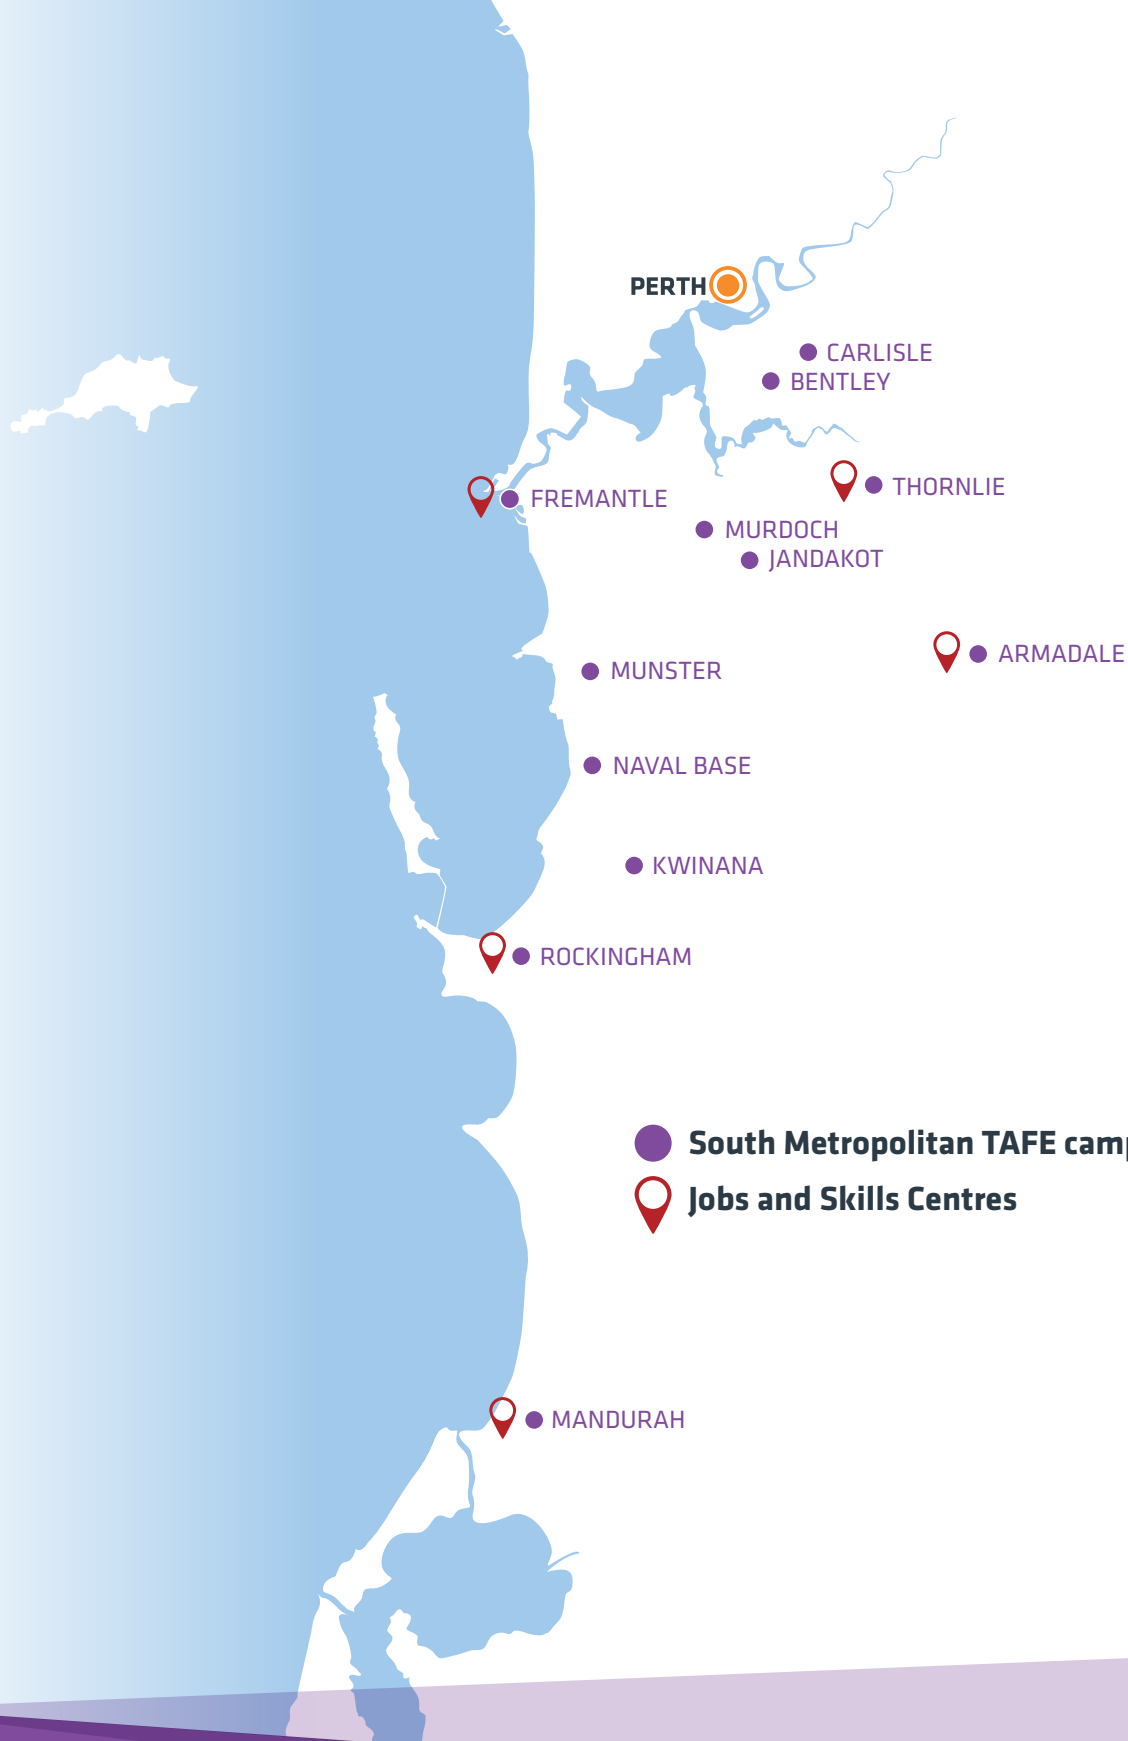 PERTH
CARLISLE
BENTLEY
THORNLIE
FREMANTLE
MURDOCH
JANDAKOT
ARMADALE
MUNSTER
NAVAL BASE
KWINANA
ROCKINGHAM
South Metropolitan TAFE cam
Jobs and Skills Centres
MANDURAH